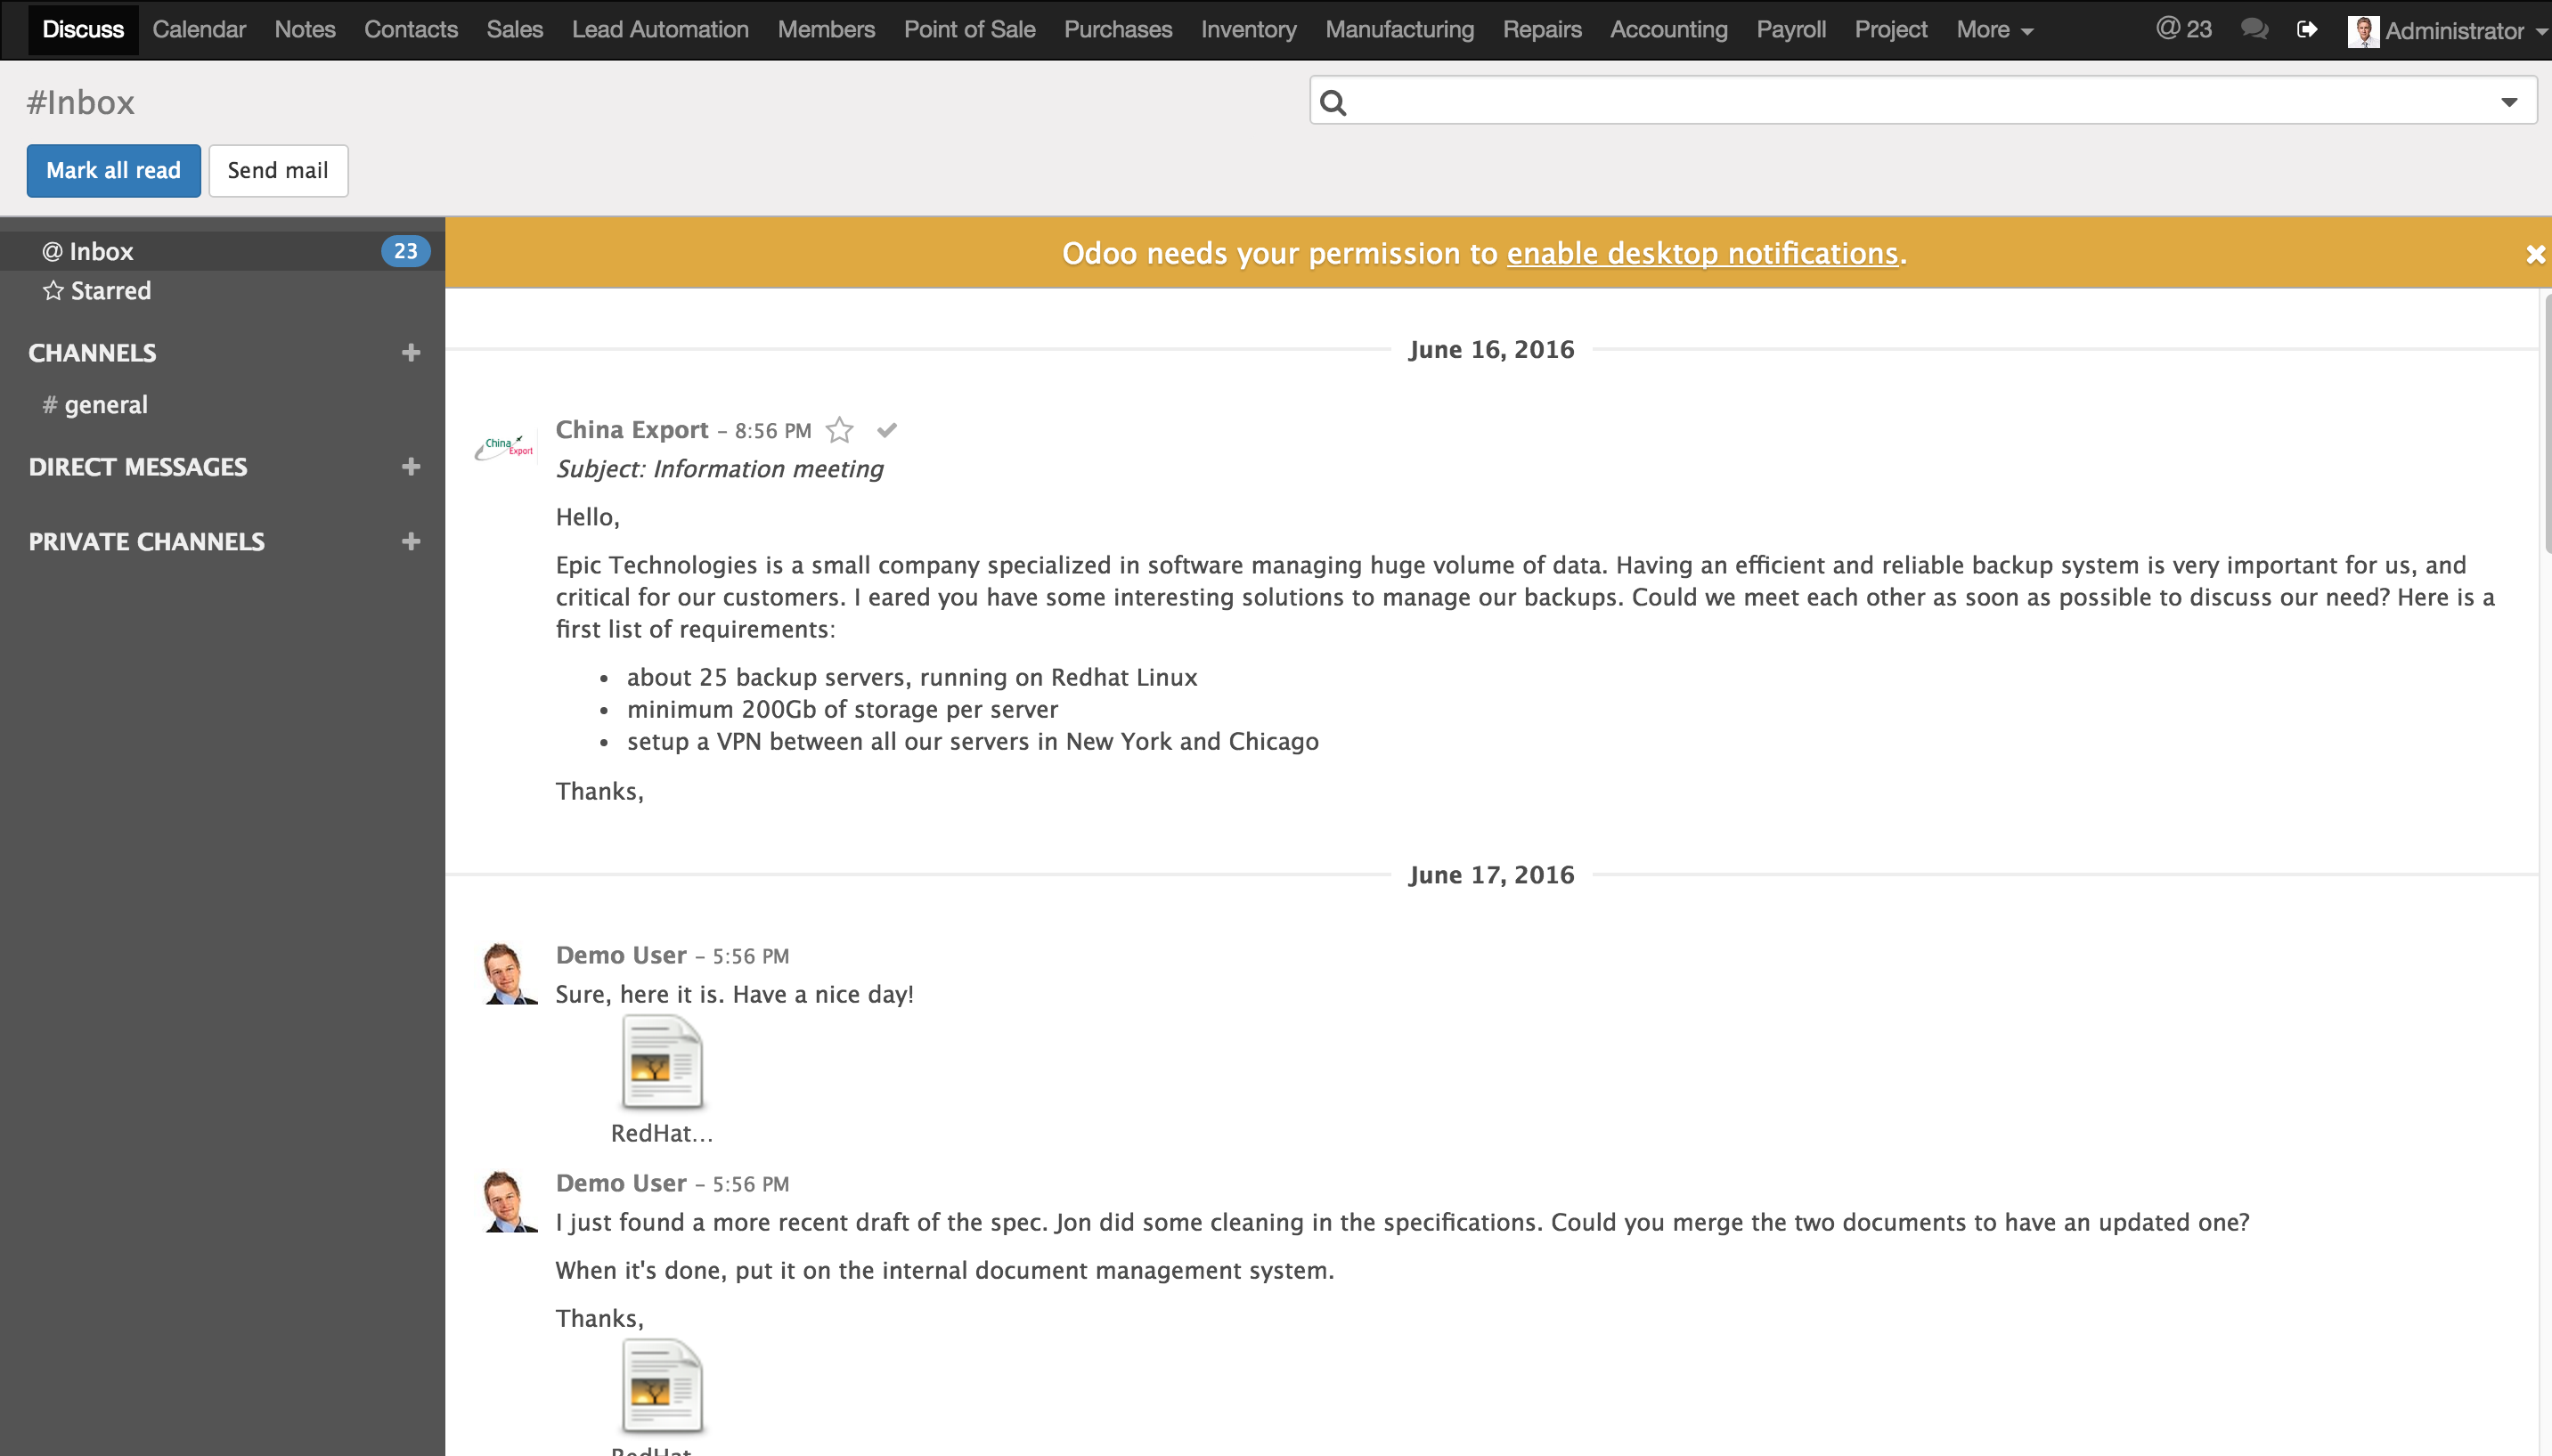 Discuss Calendar Notes Contacts Sales Lead Automation Members Point of Sale Purchases Inventory Manufacturing Repairs Accounting Payroll Project More @ 23 Administrator
#Inbox
Mark all read Send mail
@ Inbox 23
Starred
CHANNELS +
# general
DIRECT MESSAGES +
PRIVATE CHANNELS +
Odoo needs your permission to enable desktop notifications.
June 16, 2016
China Export
China Export – 8:56 PM
Subject: Information meeting
Hello,
Epic Technologies is a small company specialized in software managing huge volume of data. Having an efficient and reliable backup system is very important for us, and
critical for our customers. I eared you have some interesting solutions to manage our backups. Could we meet each other as soon as possible to discuss our need? Here is a
first list of requirements:
• about 25 backup servers, running on Redhat Linux
• minimum 200Gb of storage per server
• setup a VPN between all our servers in New York and Chicago
Thanks,
June 17, 2016
Demo User – 5:56 PM
Sure, here it is. Have a nice day!
RedHat...
Demo User – 5:56 PM
I just found a more recent draft of the spec. Jon did some cleaning in the specifications. Could you merge the two documents to have an updated one?
When it's done, put it on the internal document management system.
Thanks,
RedHat